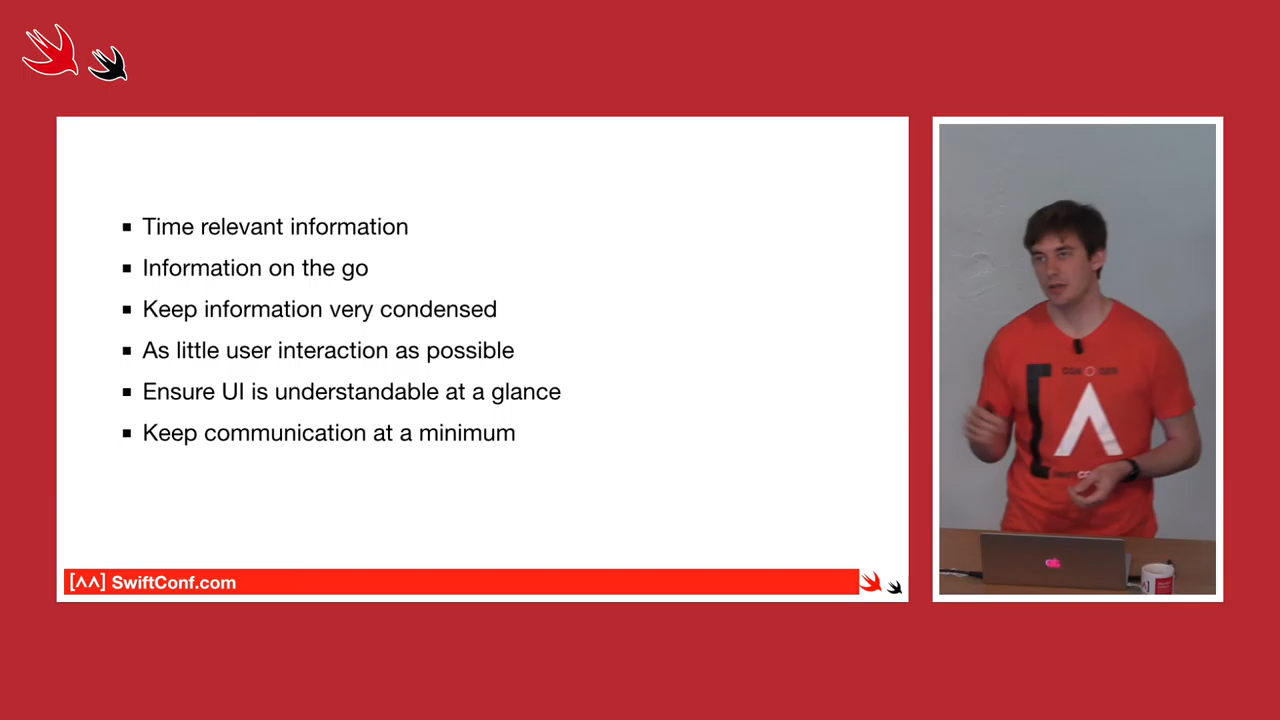 Time relevant information
Information on the go
Keep information very condensed
As little user interaction as possible
Ensure UI is understandable at a glance
Keep communication at a minimum
[^^] SwiftConf.com